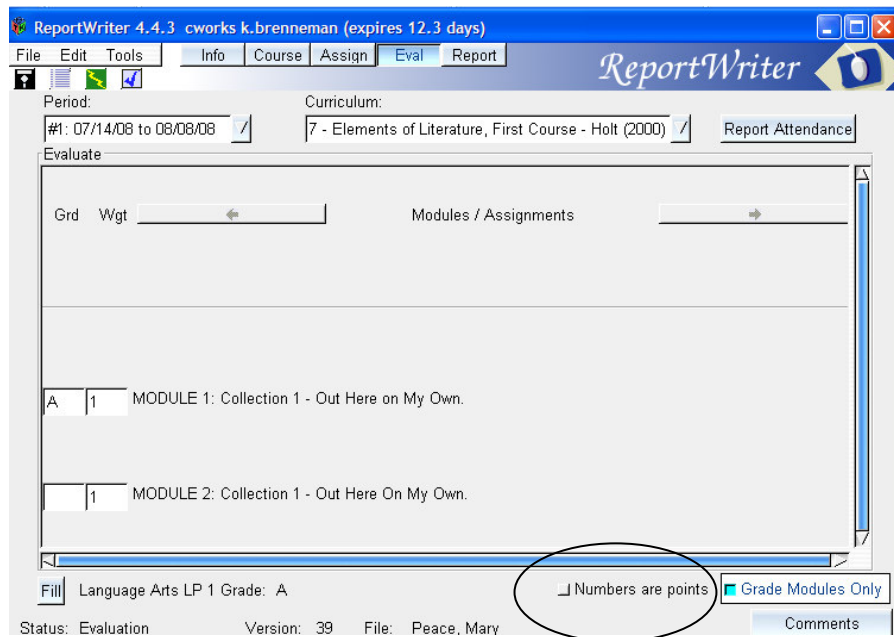 ReportWriter 4.4.3 cworks k.brenneman (expires 12.3 days)
File Edit Tools Info Course Assign Eval Report
ReportWriter
Period: Curriculum:
#1: 07/14/08 to 08/08/08 7 - Elements of Literature, First Course - Holt (2000) Report Attendance
Evaluate
Grd Wgt Modules / Assignments
A 1 MODULE 1: Collection 1 - Out Here on My Own.
1 MODULE 2: Collection 1 - Out Here On My Own.
Fill Language Arts LP 1 Grade: A Numbers are points Grade Modules Only
Status: Evaluation Version: 39 File: Peace, Mary Comments